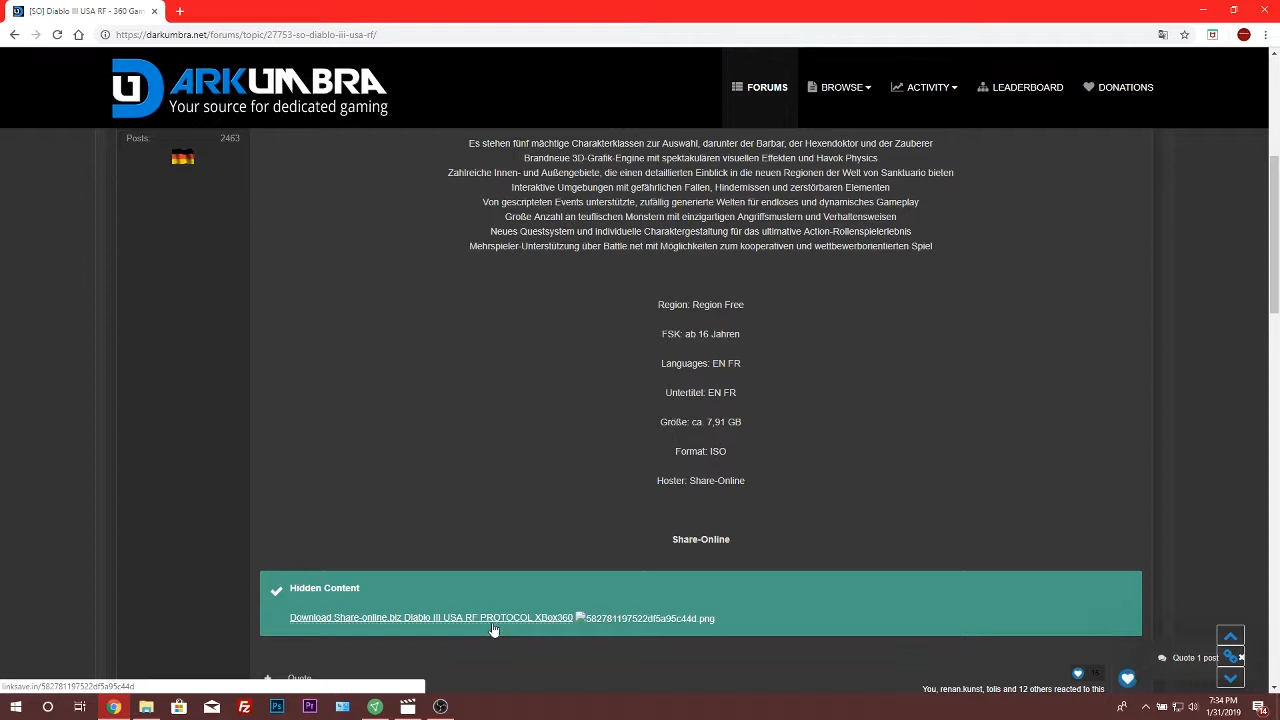 [SO] Diablo III USA RF - 360 Gam
https://darkumbra.net/forums/topic/27753-so-diablo-iii-usa-rf/
DARKUMBRA
Your source for dedicated gaming
FORUMS
BROWSE
ACTIVITY
LEADERBOARD
DONATIONS
Posts: 2463
Es stehen fünf mächtige Charakterklassen zur Auswahl, darunter der Barbar, der Hexendoktor und der Zauberer
Brandneue 3D-Grafik-Engine mit spektakulären visuellen Effekten und Havok Physics
Zahlreiche Innen- und Außengebiete, die einen detaillierten Einblick in die neuen Regionen der Welt von Sanktuario bieten
Interaktive Umgebungen mit gefährlichen Fallen, Hindernissen und zerstörbaren Elementen
Von gescripteten Events unterstützte, zufällig generierte Welten für endloses und dynamisches Gameplay
Große Anzahl an teuflischen Monstern mit einzigartigen Angriffsmustern und Verhaltensweisen
Neues Questsystem und individuelle Charaktergestaltung für das ultimative Action-Rollenspielerlebnis
Mehrspieler-Unterstützung über Battle.net mit Möglichkeiten zum kooperativen und wettbewerborientierten Spiel
Region: Region Free
FSK: ab 16 Jahren
Languages: EN FR
Untertitel: EN FR
Größe: ca. 7,91 GB
Format: ISO
Hoster: Share-Online
Share-Online
Hidden Content
Download Share-online.biz Diablo III USA RF PROTOCOL XBox360 582781197522df5a95c44d.png
Quote 1 post
Quote
15
You, renan.kunst, tolis and 12 others reacted to this
linksave.in/582781197522df5a95c44d
7:34 PM
1/31/2019
14